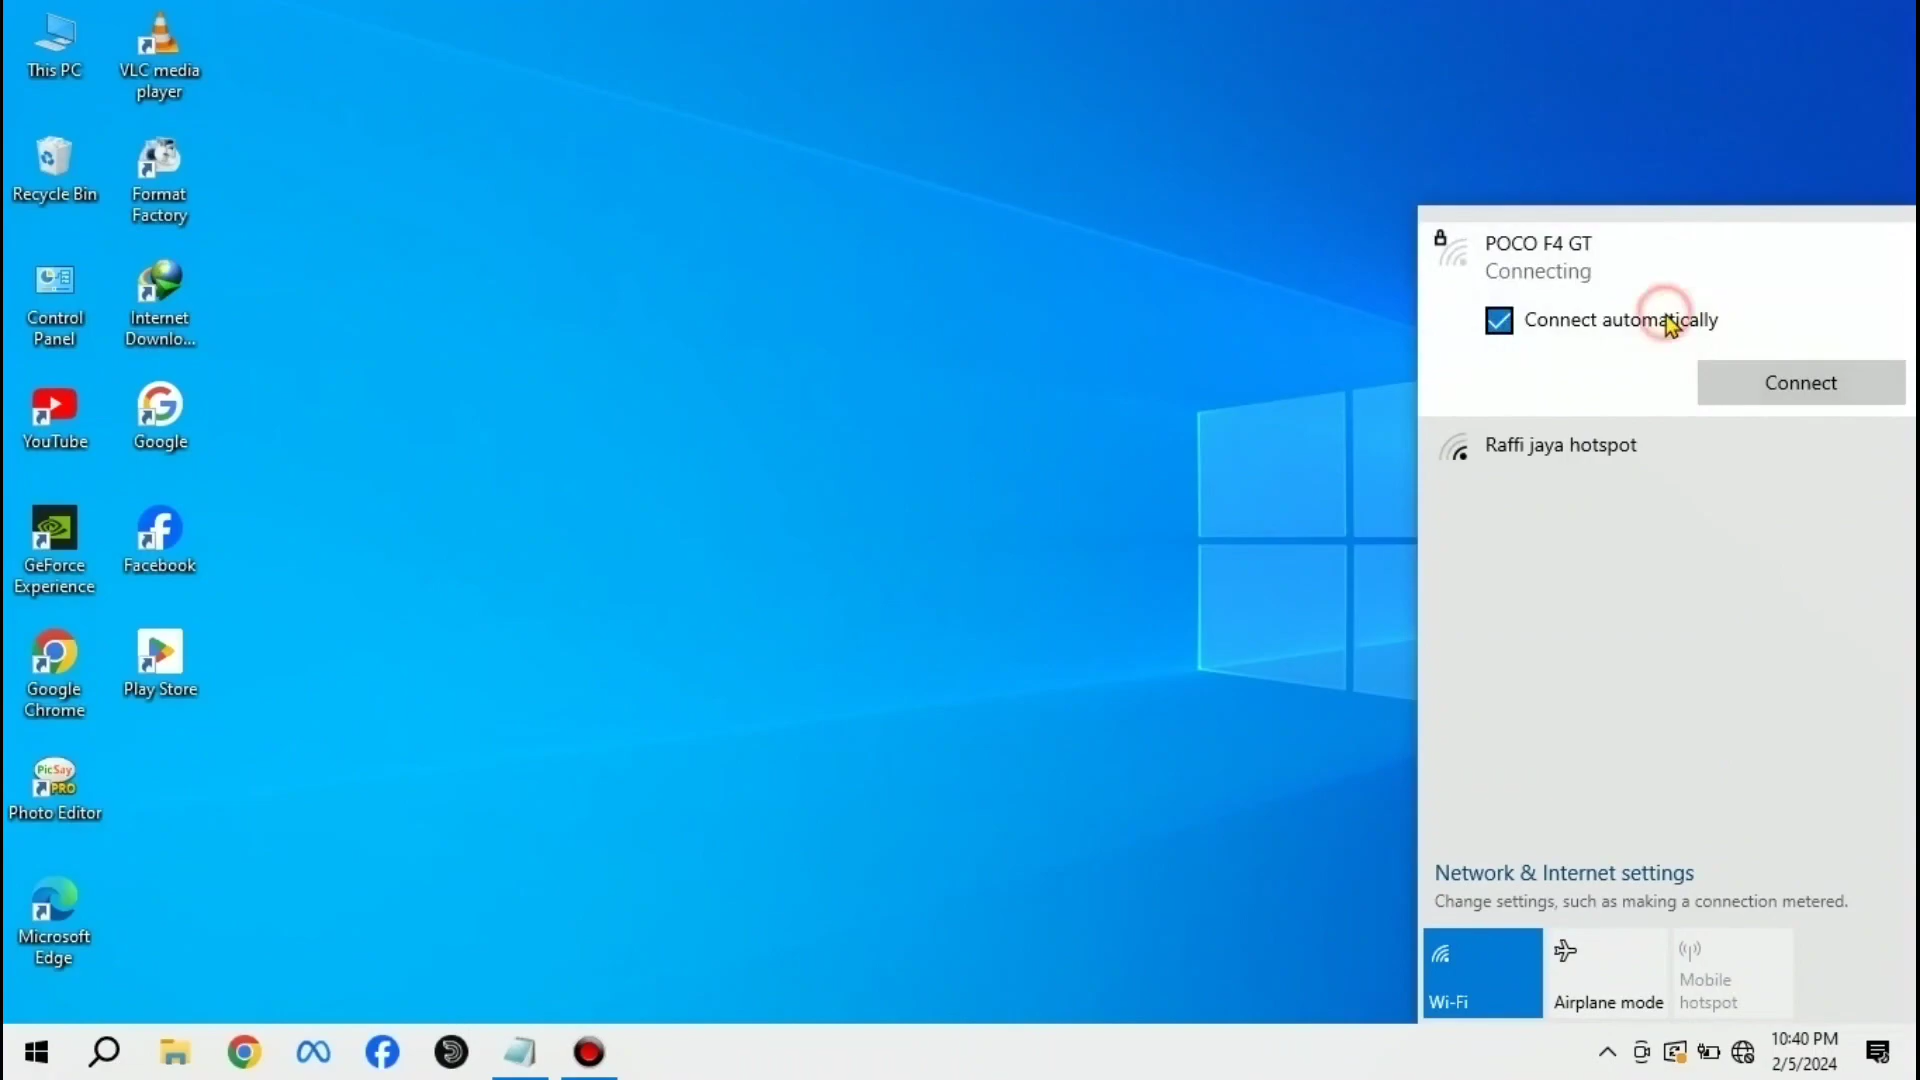 This PC
VLC media
player
Recycle Bin
Format
Factory
Control
Panel
Internet
Downlo...
YouTube
Google
GeForce
Experience
Facebook
Google
Chrome
Play Store
PicSay
PRO
Photo Editor
Microsoft
Edge
POCO F4 GT
Connecting
Connect automatically
Connect
Raffi jaya hotspot
Network & Internet settings
Change settings, such as making a connection metered.
Wi-Fi
Airplane mode
Mobile
hotspot
10:40 PM
2/5/2024